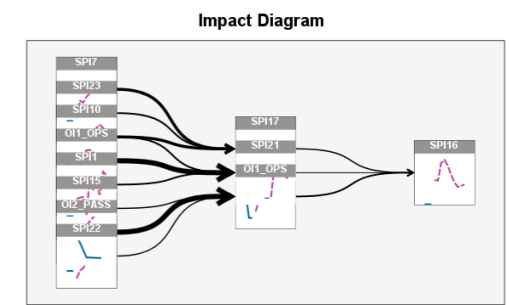 Impact Diagram
SPI7
SPI23
SPI10
OI1_OPS
SPI1
SPI15
OI2_PASS
SPI22
SPI17
SPI21
OI1_OPS
SPI16